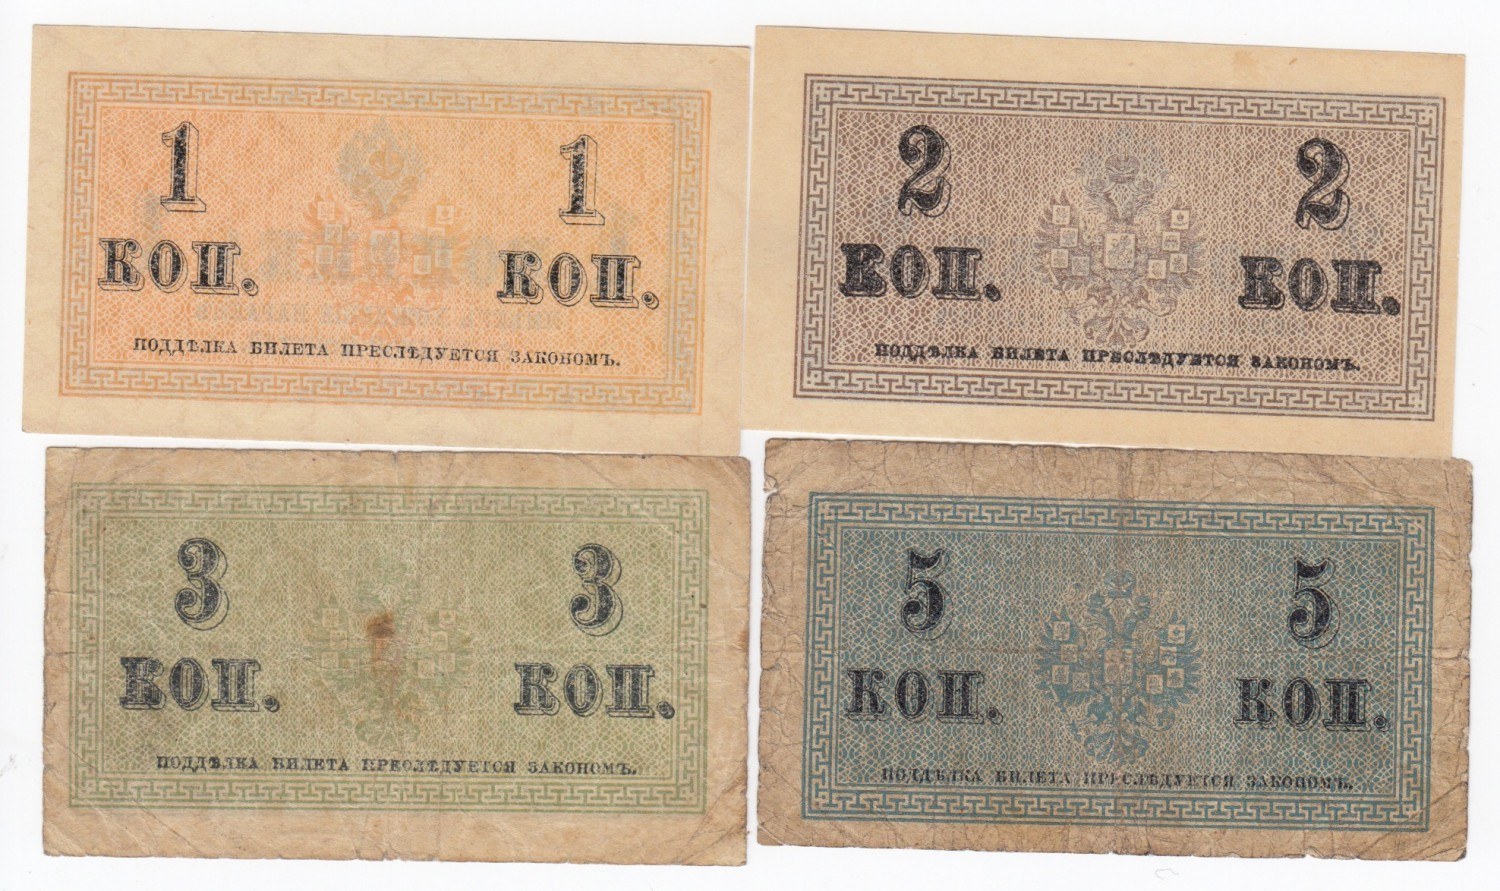 1 1
КОП. КОП.
ПОДДѢЛКА БИЛЕТА ПРЕСЛѢДУЕТСЯ ЗАКОНОМЪ.
2 2
КОП. КОП.
ПОДДѢЛКА БИЛЕТА ПРЕСЛѢДУЕТСЯ ЗАКОНОМЪ.
3 3
КОП. КОП.
ПОДДѢЛКА БИЛЕТА ПРЕСЛѢДУЕТСЯ ЗАКОНОМЪ.
5 5
КОП. КОП.
ПОДДѢЛКА БИЛЕТА ПРЕСЛѢДУЕТСЯ ЗАКОНОМЪ.